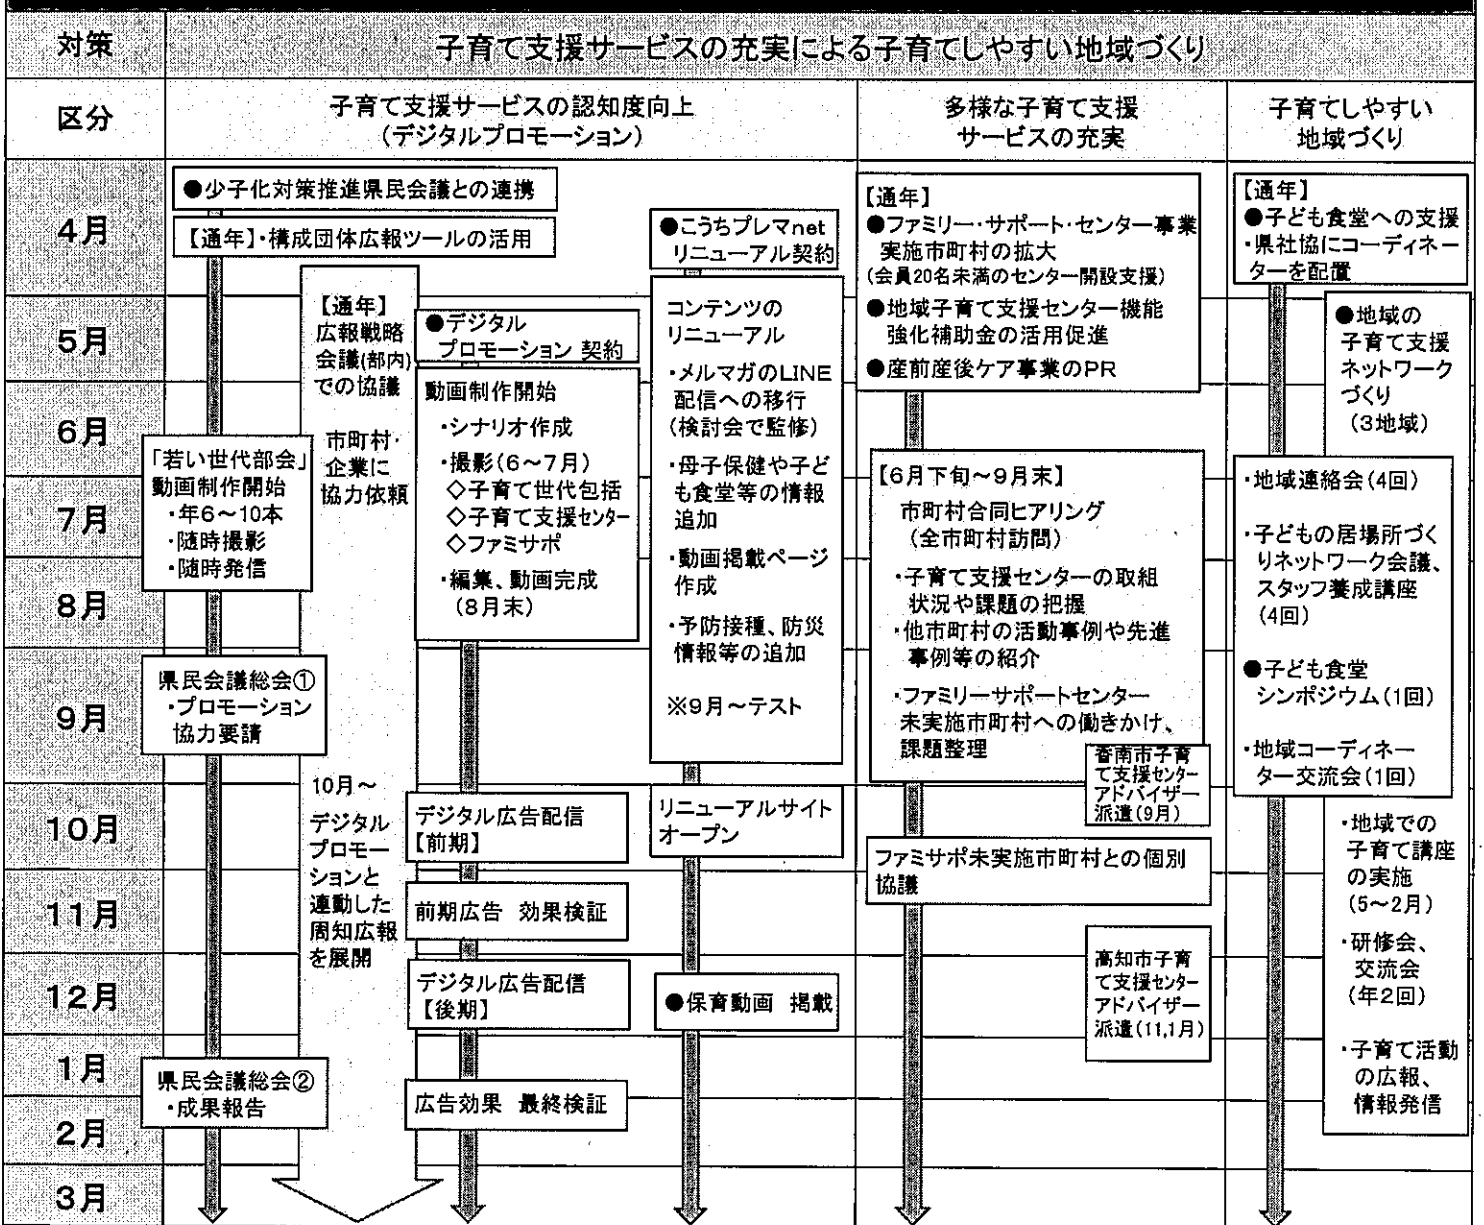 対策
子育て支援サービスの充実による子育てしやすい地域づくり
区分
子育て支援サービスの認知度向上
(デジタルプロモーション)
多様な子育て支援
サービスの充実
子育てしやすい
地域づくり
4月
5月
6月
7月
8月
9月
10月
11月
12月
1月
2月
3月
●少子化対策推進県民会議との連携
【通年】・構成団体広報ツールの活用
「若い世代部会」
動画制作開始
・年6~10本
・随時撮影
・随時発信
県民会議総会①
・プロモーション
協力要請
県民会議総会②
・成果報告
【通年】
広報戦略
会議(部内)
での協議
市町村・
企業に
協力依頼
10月~
デジタル
プロモー
ションと
連動した
周知広報
を展開
●デジタル
プロモーション 契約
動画制作開始
・シナリオ作成
・撮影(6~7月)
◇子育て世代包括
◇子育て支援センター
◇ファミサポ
・編集、動画完成
(8月末)
デジタル広告配信
【前期】
前期広告 効果検証
デジタル広告配信
【後期】
広告効果 最終検証
●こうちプレマnet
リニューアル契約
コンテンツの
リニューアル
・メルマガのLINE
配信への移行
(検討会で監修)
・母子保健や子ど
も食堂等の情報
追加
・動画掲載ページ
作成
・予防接種、防災
情報等の追加
※9月~テスト
リニューアルサイト
オープン
●保育動画 掲載
【通年】
●ファミリー・サポート・センター事業
実施市町村の拡大
(会員20名未満のセンター開設支援)
●地域子育て支援センター機能
強化補助金の活用促進
●産前産後ケア事業のPR
【6月下旬~9月末】
市町村合同ヒアリング
(全市町村訪問)
・子育て支援センターの取組
状況や課題の把握
・他市町村の活動事例や先進
事例等の紹介
・ファミリーサポートセンター
未実施市町村への働きかけ、
課題整理
香南市子育
て支援センター
アドバイザー
派遣(9月)
ファミサポ未実施市町村との個別
協議
高知市子育
て支援センター
アドバイザー
派遣(11,1月)
【通年】
●子ども食堂への支援
・県社協にコーディネー
ターを配置
●地域の
子育て支援
ネットワーク
づくり
(3地域)
・地域連絡会(4回)
・子どもの居場所づく
りネットワーク会議、
スタッフ養成講座
(4回)
●子ども食堂
シンポジウム(1回)
・地域コーディネー
ター交流会(1回)
・地域での
子育て講座
の実施
(5~2月)
・研修会、
交流会
(年2回)
・子育て活動
の広報、
情報発信